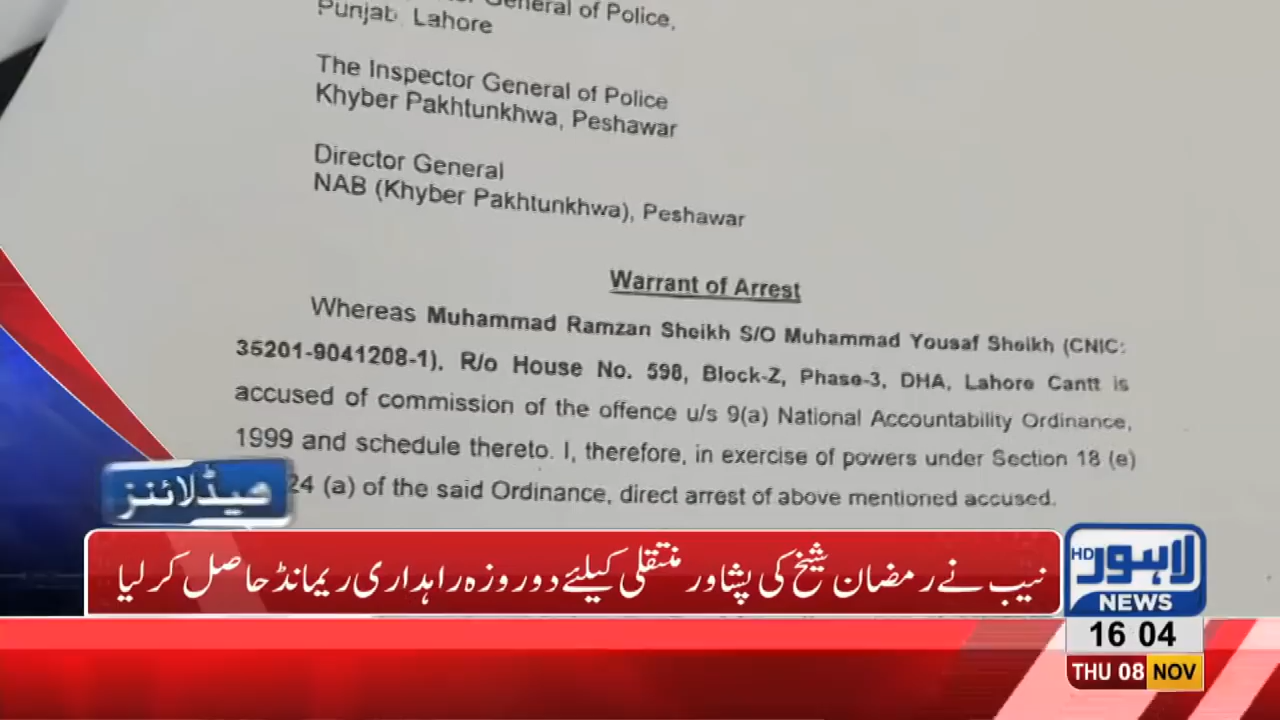 General of Police,
Punjab, Lahore
The Inspector General of Police
Khyber Pakhtunkhwa, Peshawar
Director General
NAB (Khyber Pakhtunkhwa), Peshawar
Warrant of Arrest
Whereas Muhammad Ramzan Sheikh S/O Muhammad Yousaf Sheikh (CNIC:
35201-9041208-1), R/o House No. 598, Block-Z, Phase-3, DHA, Lahore Cantt is
accused of commission of the offence u/s 9(a) National Accountability Ordinance,
1999 and schedule thereto. I, therefore, in exercise of powers under Section 18 (e)
24 (a) of the said Ordinance, direct arrest of above mentioned accused.
ہیڈلائنز
نیب نے رمضان شیخ کی پشاور منتقلی کیلئے دو روزہ راہداری ریمانڈ حاصل کر لیا
لاہور HD
NEWS
16 04
THU 08 NOV